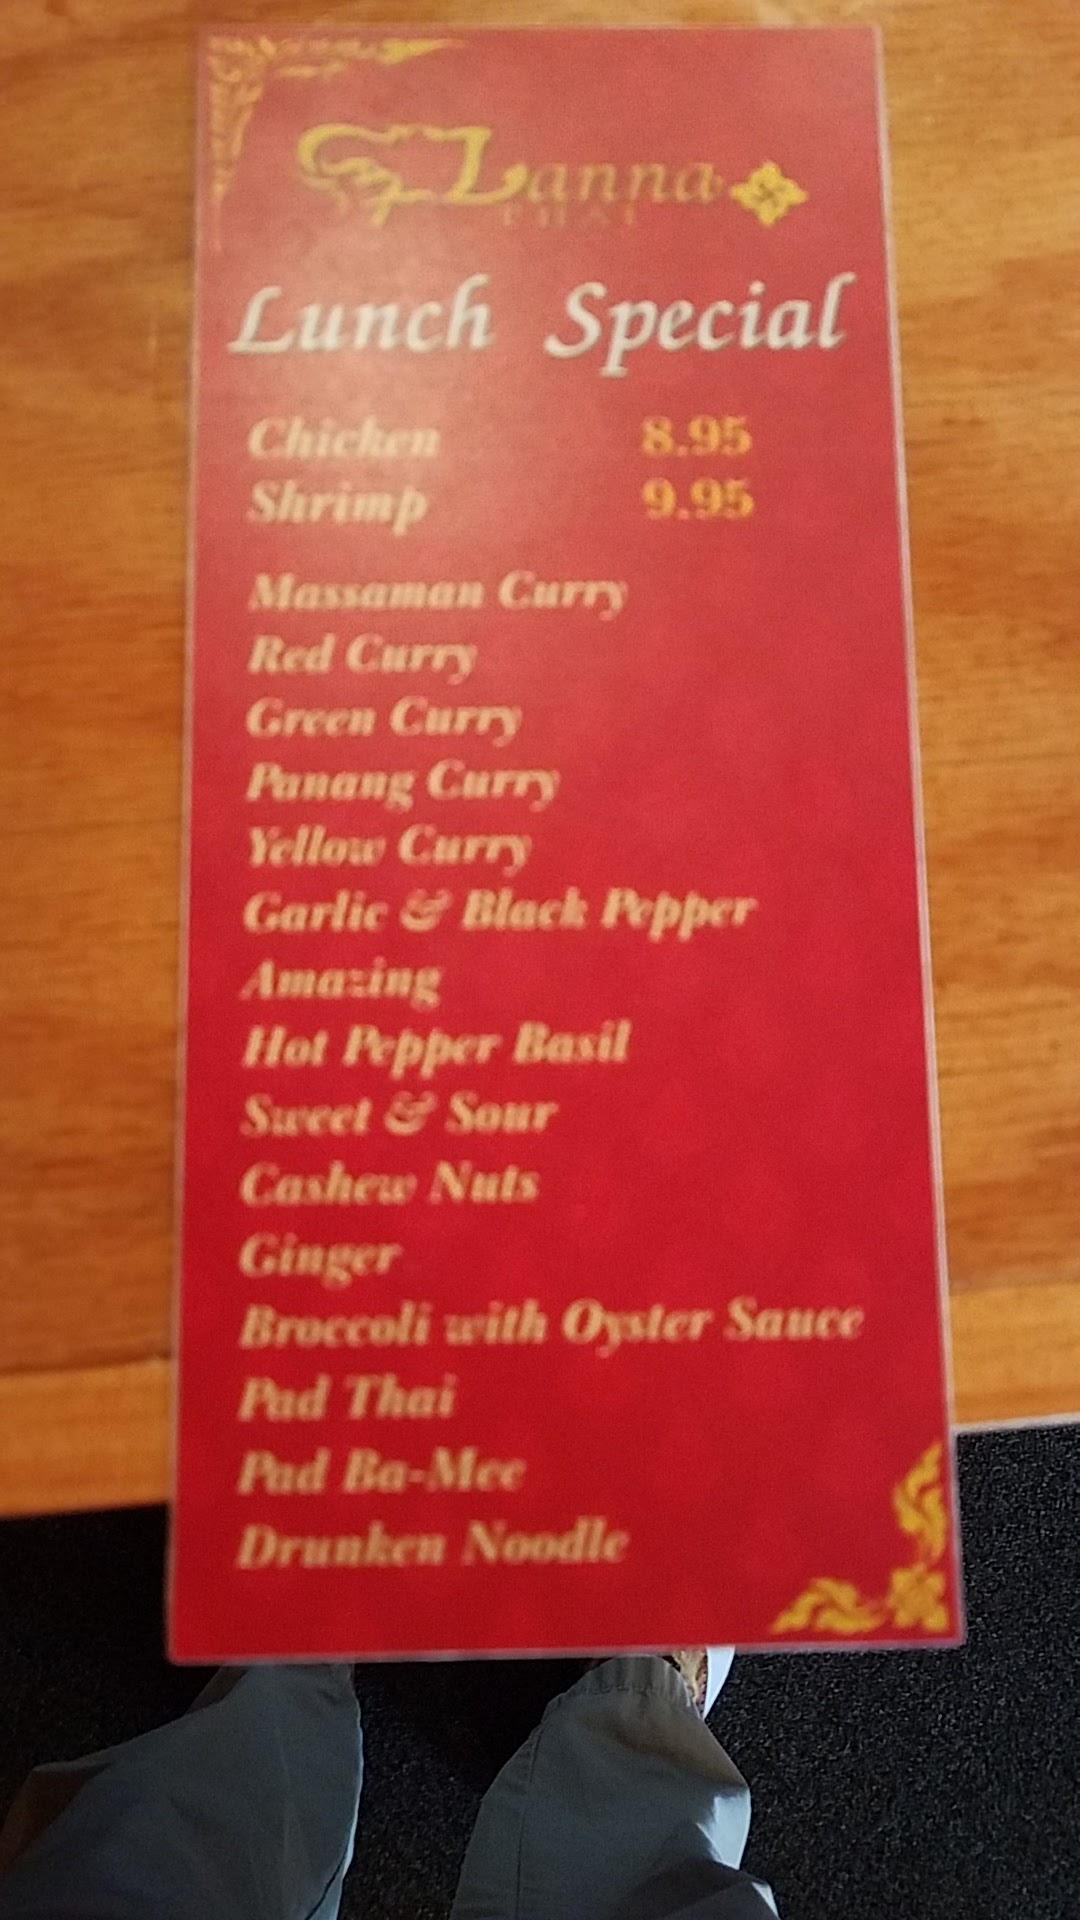 Lanna
THAI
Lunch Special
Chicken 8.95
Shrimp 9.95
Massaman Curry
Red Curry
Green Curry
Panang Curry
Yellow Curry
Garlic & Black Pepper
Amazing
Hot Pepper Basil
Sweet & Sour
Cashew Nuts
Ginger
Broccoli with Oyster Sauce
Pad Thai
Pad Ba-Mee
Drunken Noodle